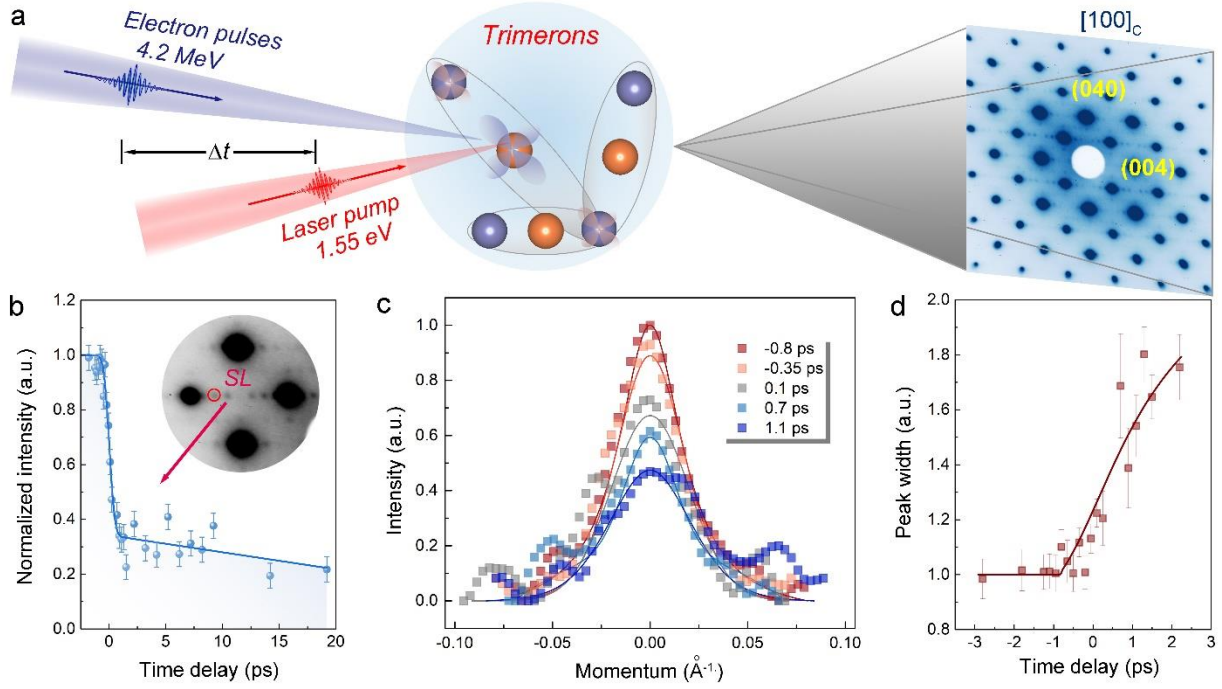 a
Electron pulses
4.2 MeV
Δt
Laser pump
1.55 eV
Trimerons
[100]C
(040)
(004)
b
Normalized intensity (a.u.)
1.2
1.0
0.8
0.6
0.4
0.2
0.0
SL
0 5 10 15 20
Time delay (ps)
c
Intensity (a.u.)
1.0
0.8
0.6
0.4
0.2
0.0
-0.8 ps
-0.35 ps
0.1 ps
0.7 ps
1.1 ps
-0.10 -0.05 0.00 0.05 0.10
Momentum (Å-1.)
d
Peak width (a.u.)
2.0
1.8
1.6
1.4
1.2
1.0
0.8
-3 -2 -1 0 1 2 3
Time delay (ps)